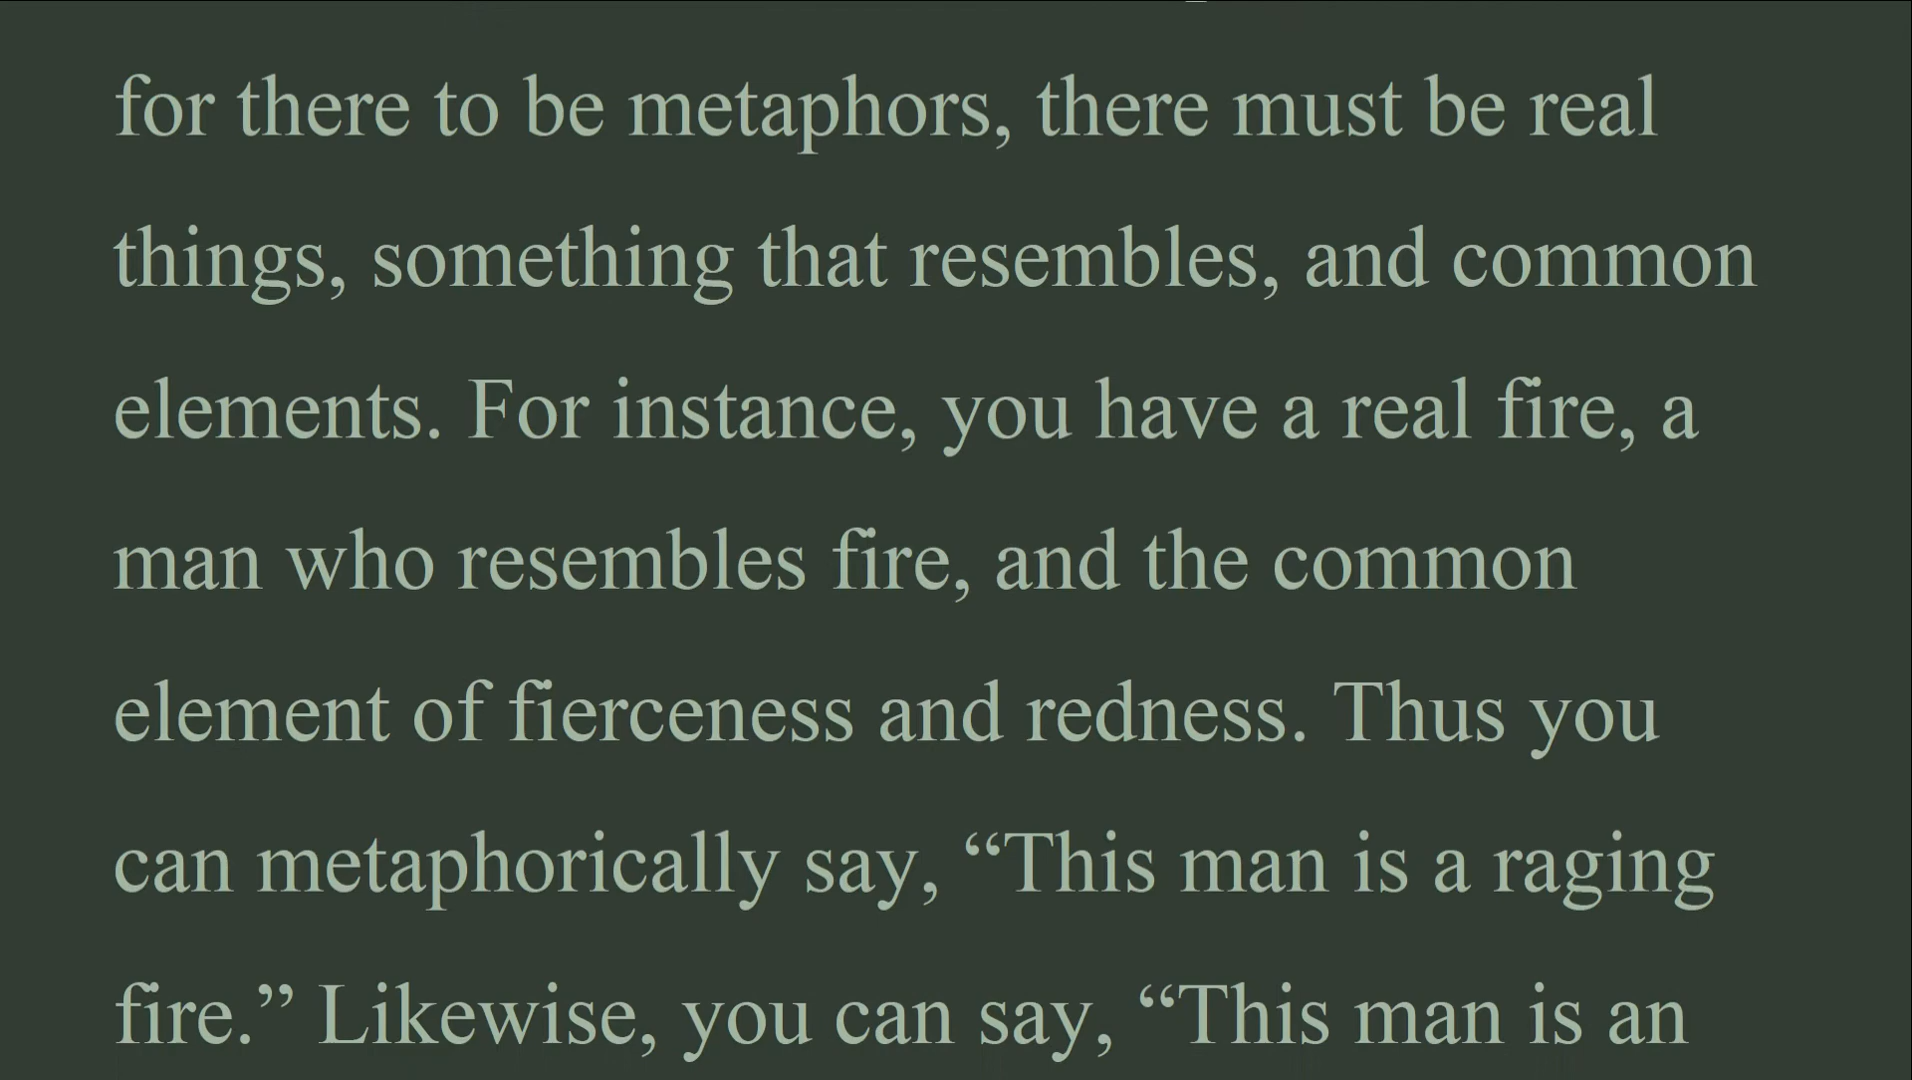 for there to be metaphors, there must be real
things, something that resembles, and common
elements. For instance, you have a real fire, a
man who resembles fire, and the common
element of fierceness and redness. Thus you
can metaphorically say, “This man is a raging
fire.” Likewise, you can say, “This man is an